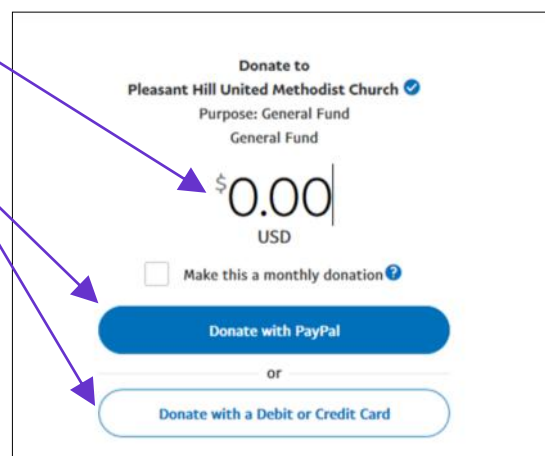 Donate to
Pleasant Hill United Methodist Church
Purpose: General Fund
General Fund
$0.00
USD
Make this a monthly donation ?
Donate with PayPal
or
Donate with a Debit or Credit Card